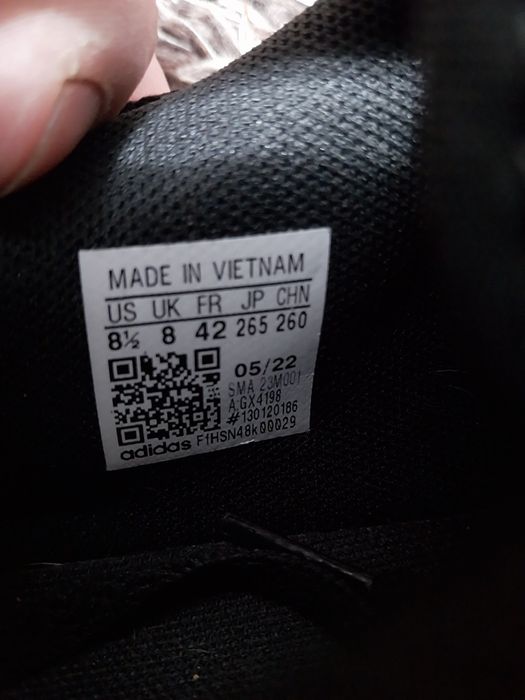 MADE IN VIETNAM
US UK FR JP CHN
8½ 8 42 265 260
05/22
SMA 23M001
A:GX4198
#130120186
adidas F1HSN48k00029